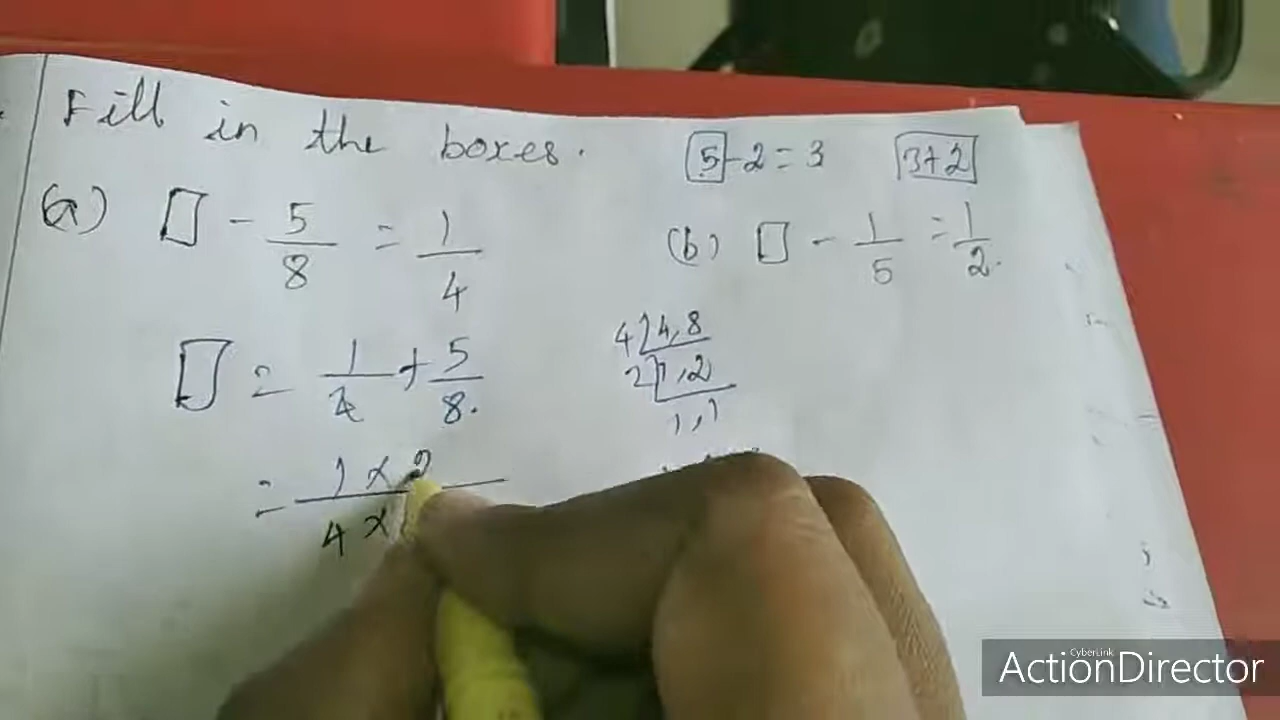 Fill in the boxes.
5 - 2 = 3 3+2
(a) □ - 5/8 = 1/4
(b) □ - 1/5 = 1/2.
□ = 1/4 + 5/8.
4 ) 4, 8
2 ) 1, 2
1, 1
= 1 × 2
4 ×
CyberLink
ActionDirector